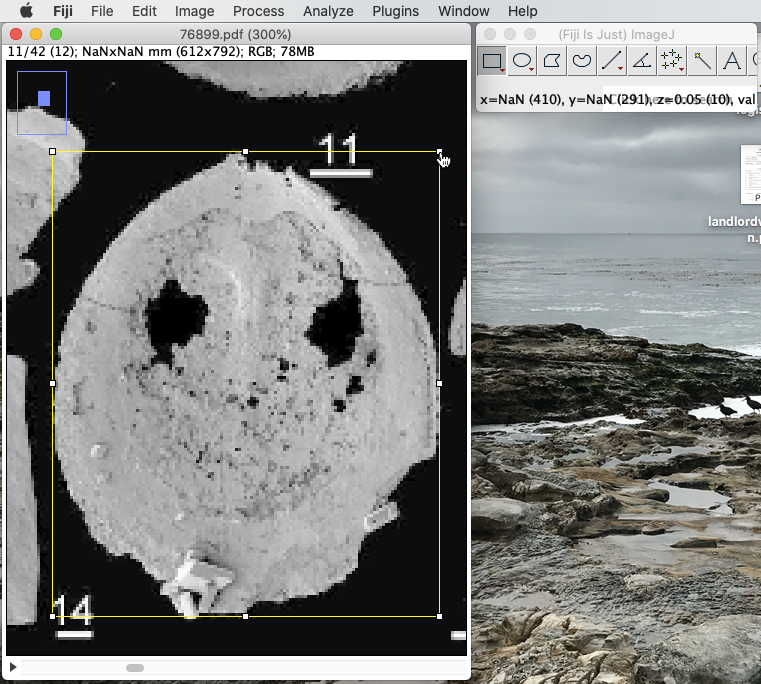 Fiji File Edit Image Process Analyze Plugins Window Help
76899.pdf (300%)
11/42 (12); NaNxNaN mm (612x792); RGB; 78MB
(Fiji Is Just) ImageJ
x=NaN (410), y=NaN (291), z=0.05 (10), val
11
14
landlordv
n.p